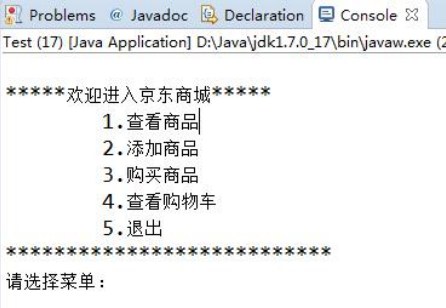 Problems @ Javadoc Declaration Console
Test (17) [Java Application] D:\Java\jdk1.7.0_17\bin\javaw.exe (2
*****欢迎进入京东商城*****
1.查看商品
2.添加商品
3.购买商品
4.查看购物车
5.退出
***************************
请选择菜单：